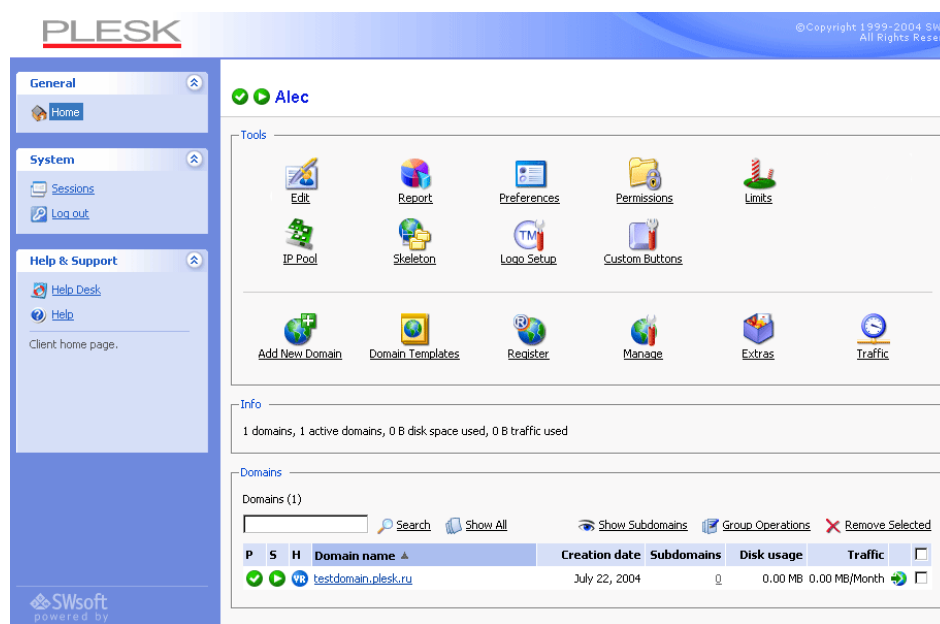 PLESK
©Copyright 1999-2004 SW
All Rights Rese
General
Home
System
Sessions
Log out
Help & Support
Help Desk
Help
Client home page.
SWsoft
powered by
Alec
Tools
Edit Report Preferences Permissions Limits
IP Pool Skeleton Logo Setup Custom Buttons
Add New Domain Domain Templates Register Manage Extras Traffic
Info
1 domains, 1 active domains, 0 B disk space used, 0 B traffic used
Domains
Domains (1)
Search Show All Show Subdomains Group Operations Remove Selected
P S H Domain name Creation date Subdomains Disk usage Traffic
VR testdomain.plesk.ru July 22, 2004 0 0.00 MB 0.00 MB/Month